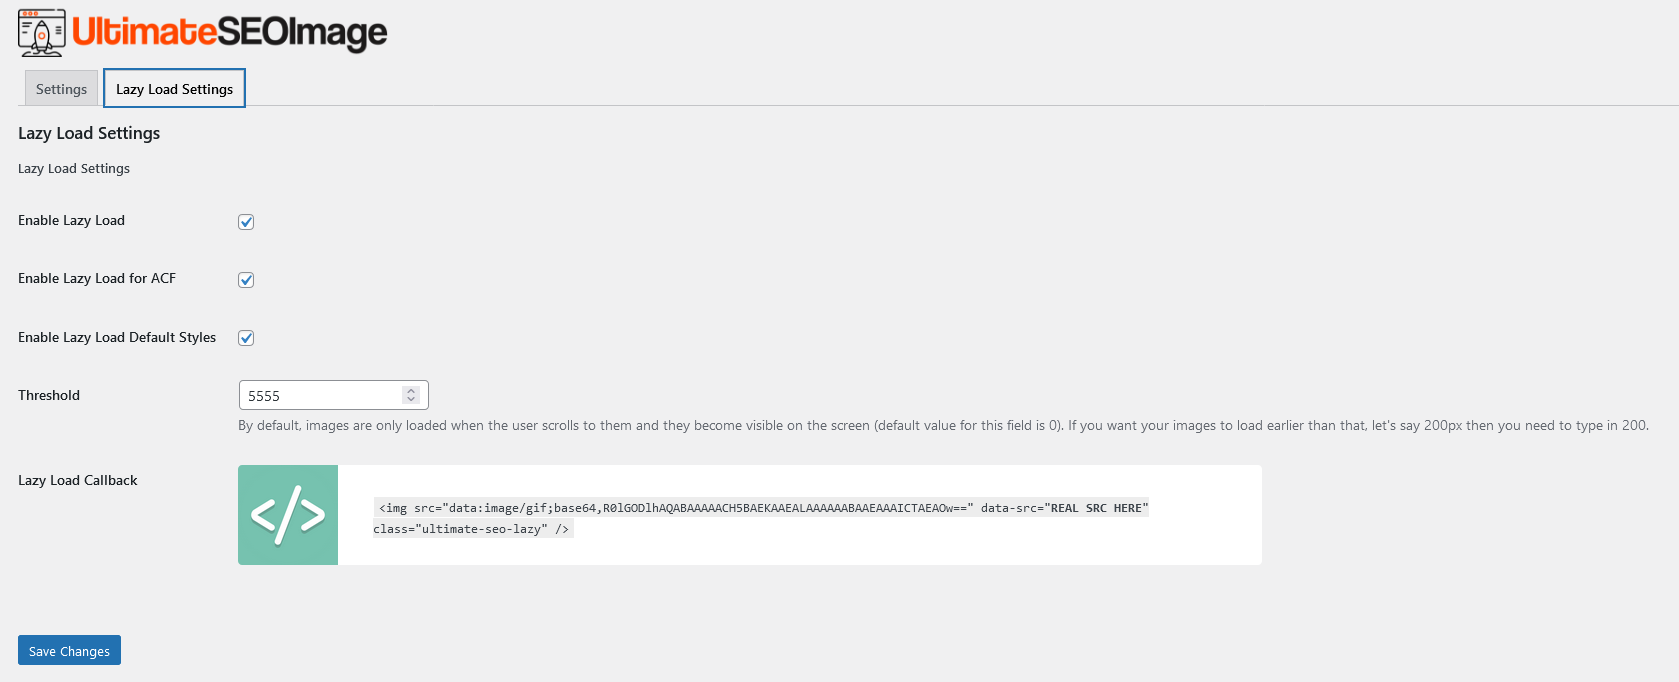 UltimateSEOImage
Settings
Lazy Load Settings
Lazy Load Settings
Lazy Load Settings
Enable Lazy Load
Enable Lazy Load for ACF
Enable Lazy Load Default Styles
Threshold
5555
By default, images are only loaded when the user scrolls to them and they become visible on the screen (default value for this field is 0). If you want your images to load earlier than that, let's say 200px then you need to type in 200.
Lazy Load Callback
</>
<img src="data:image/gif;base64,R0lGODlhAQABAAAAACH5BAEKAAEALAAAAAABAAEAAAICTAEAOw==" data-src="REAL SRC HERE"
class="ultimate-seo-lazy" />
Save Changes